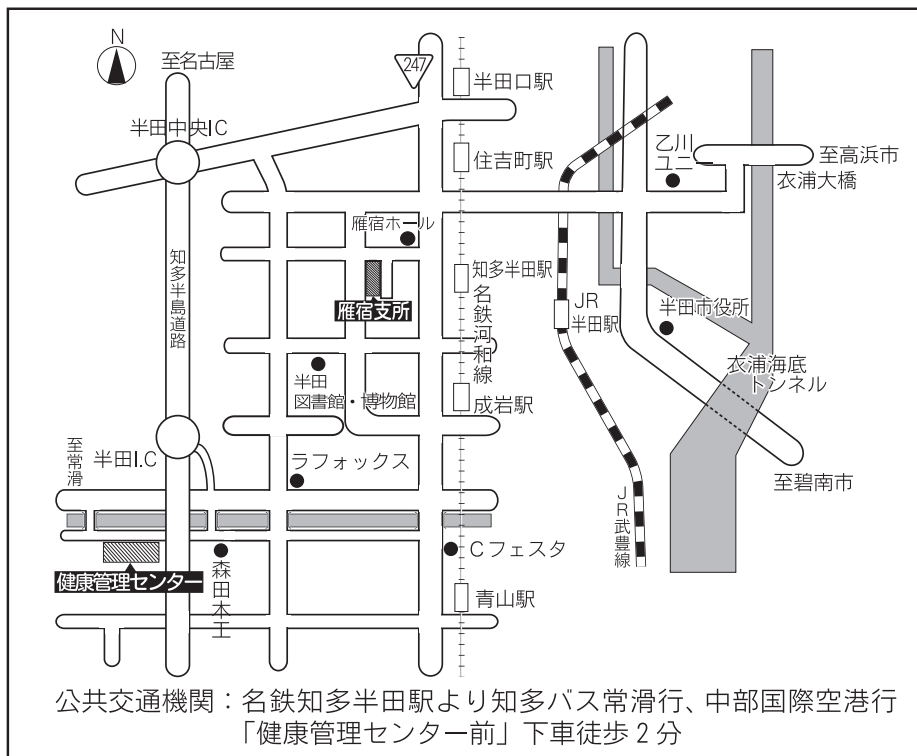 N
至名古屋
247
半田口駅
半田中央IC
乙川
ユニー
住吉町駅
至高浜市
衣浦大橋
雁宿ホール
知多半島道路
知多半田駅
雁宿支所
名鉄河和線
JR
半田駅
半田市役所
半田
図書館・博物館
衣浦海底
トンネル
成岩駅
至常滑
半田I.C
ラフォックス
至碧南市
JR武豊線
Cフェスタ
健康管理センター
森田木工
青山駅
公共交通機関：名鉄知多半田駅より知多バス常滑行、中部国際空港行
「健康管理センター前」下車徒歩2分